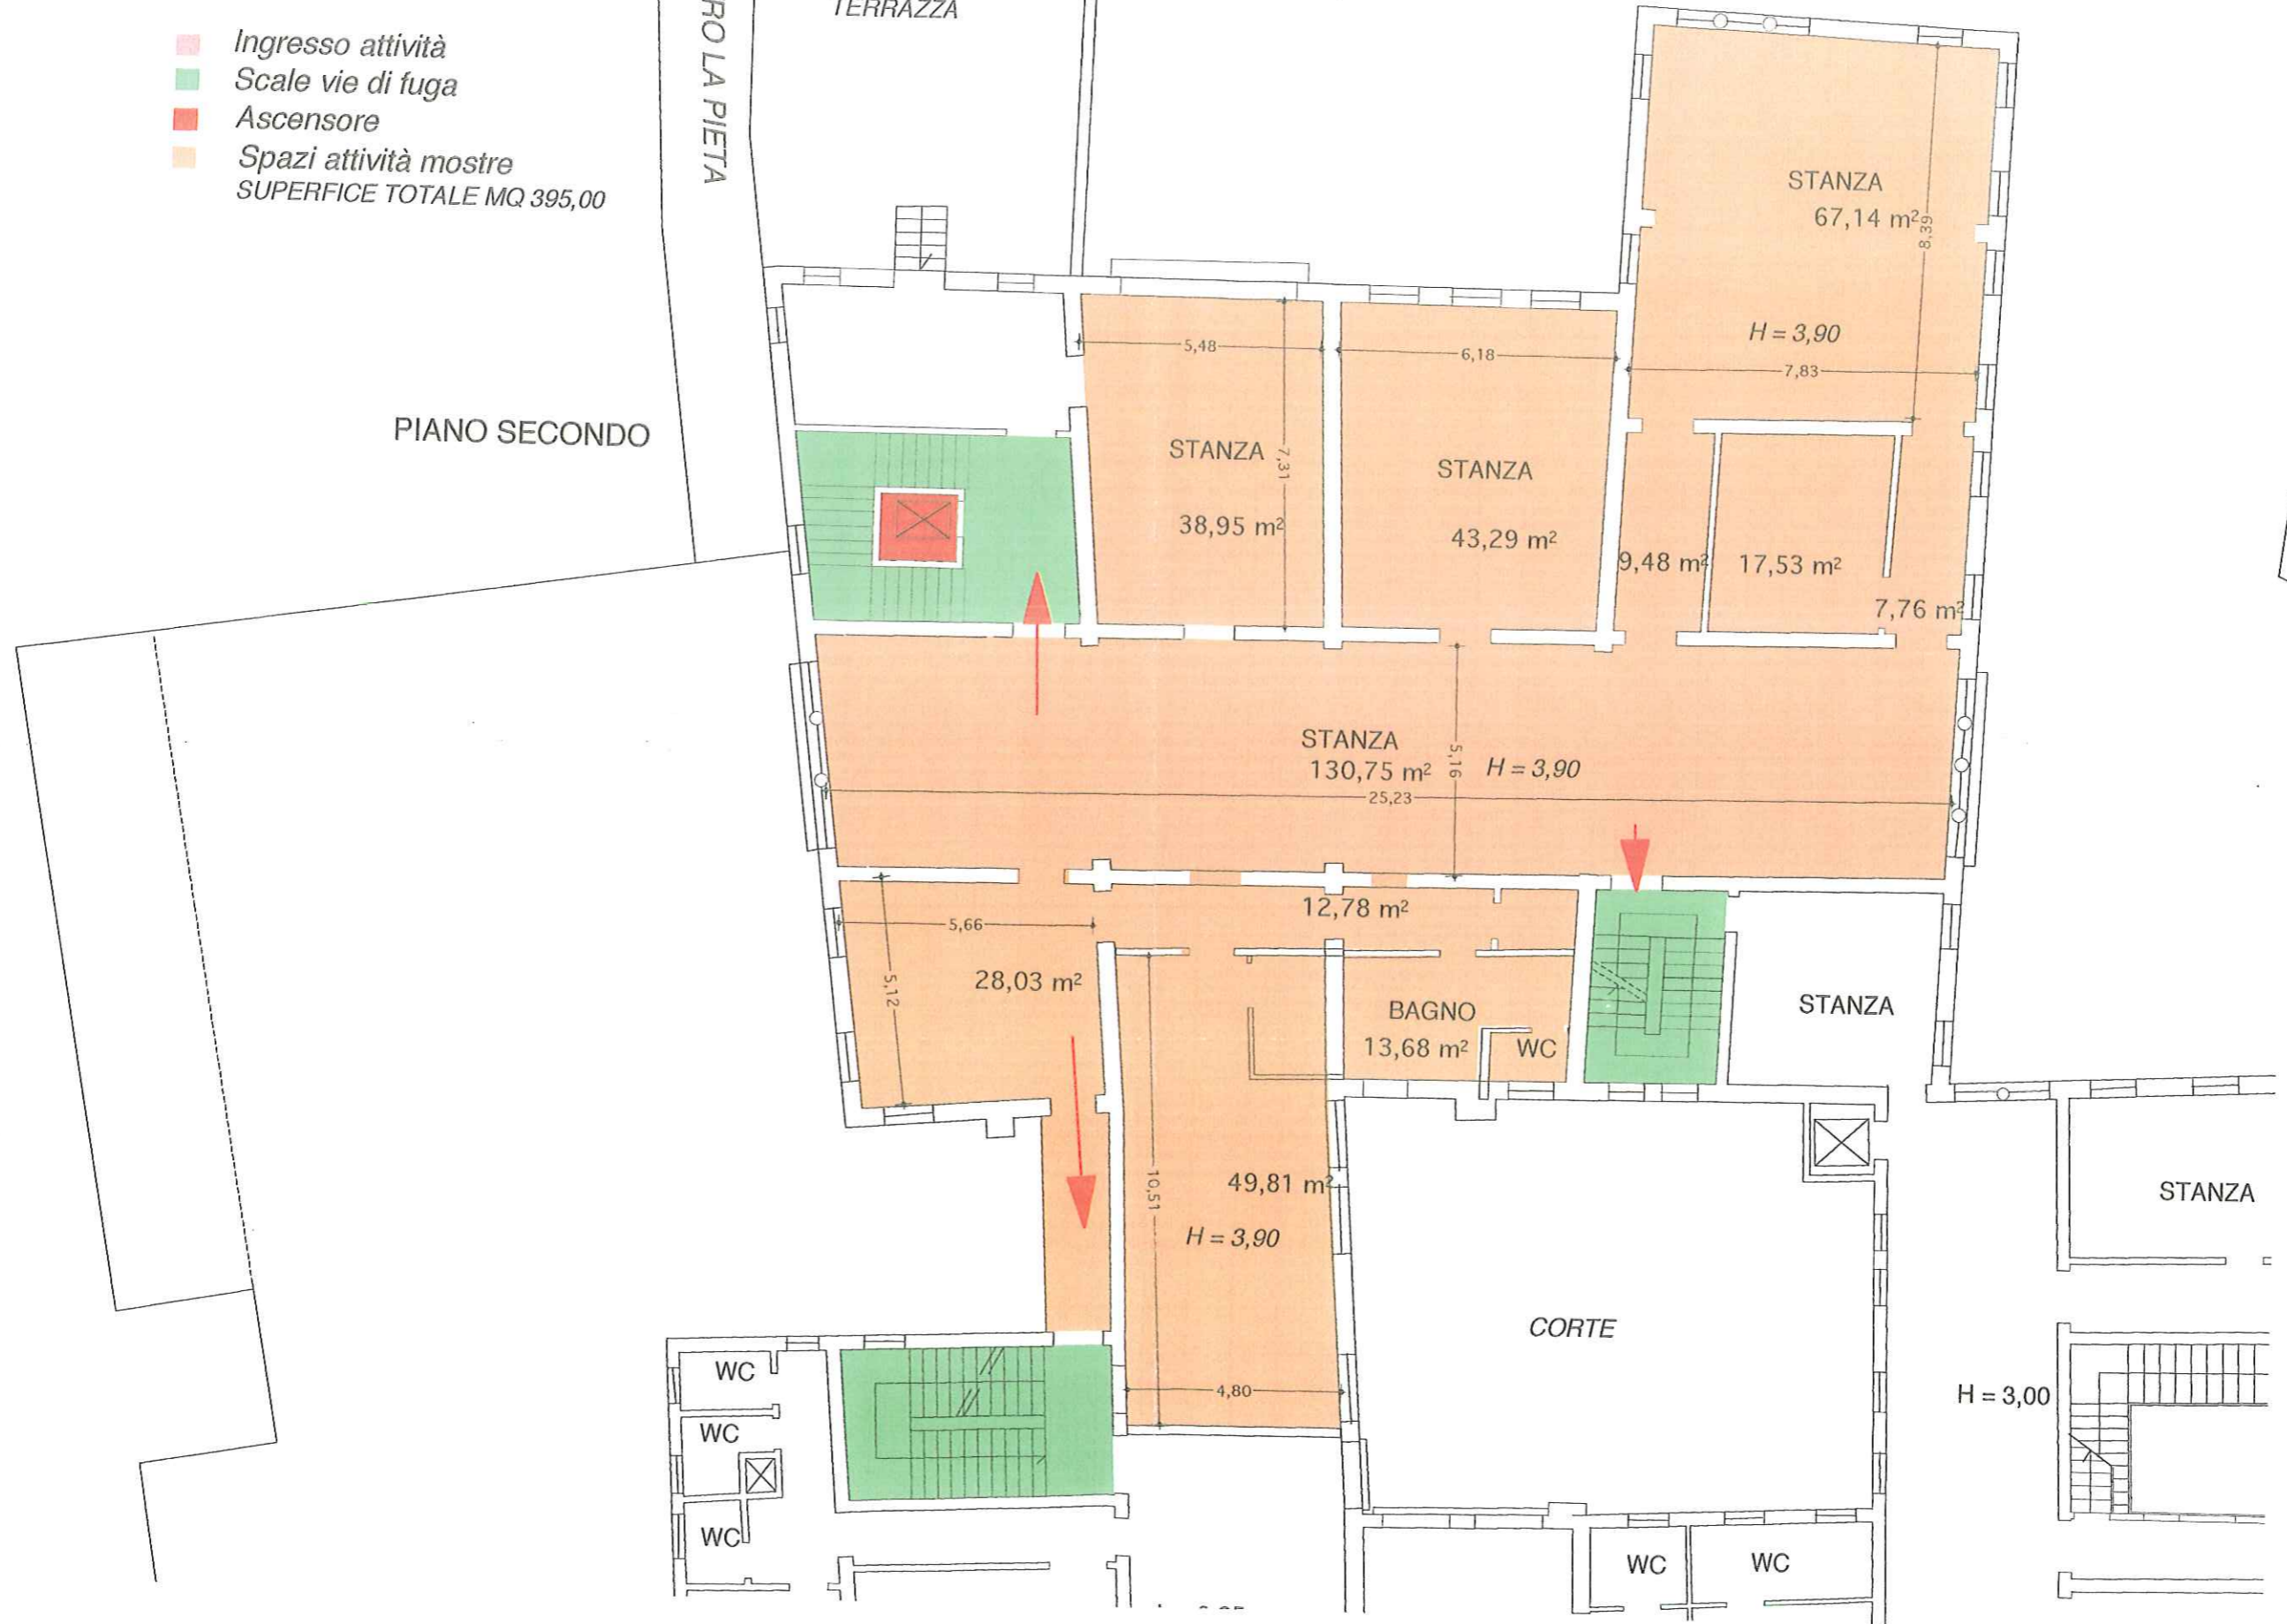 TERRAZZA
RO LA PIETA
Ingresso attività
Scale vie di fuga
Ascensore
Spazi attività mostre
SUPERFICE TOTALE MQ 395,00
PIANO SECONDO
STANZA
67,14 m²
8,39
H = 3,90
7,83
5,48
6,18
STANZA
7,31
38,95 m²
STANZA
43,29 m²
9,48 m²
17,53 m²
7,76 m²
STANZA
130,75 m²
5,16
H = 3,90
25,23
12,78 m²
5,66
5,12
28,03 m²
BAGNO
13,68 m²
WC
STANZA
10,51
49,81 m²
H = 3,90
4,80
CORTE
STANZA
H = 3,00
WC
WC
WC
WC
WC